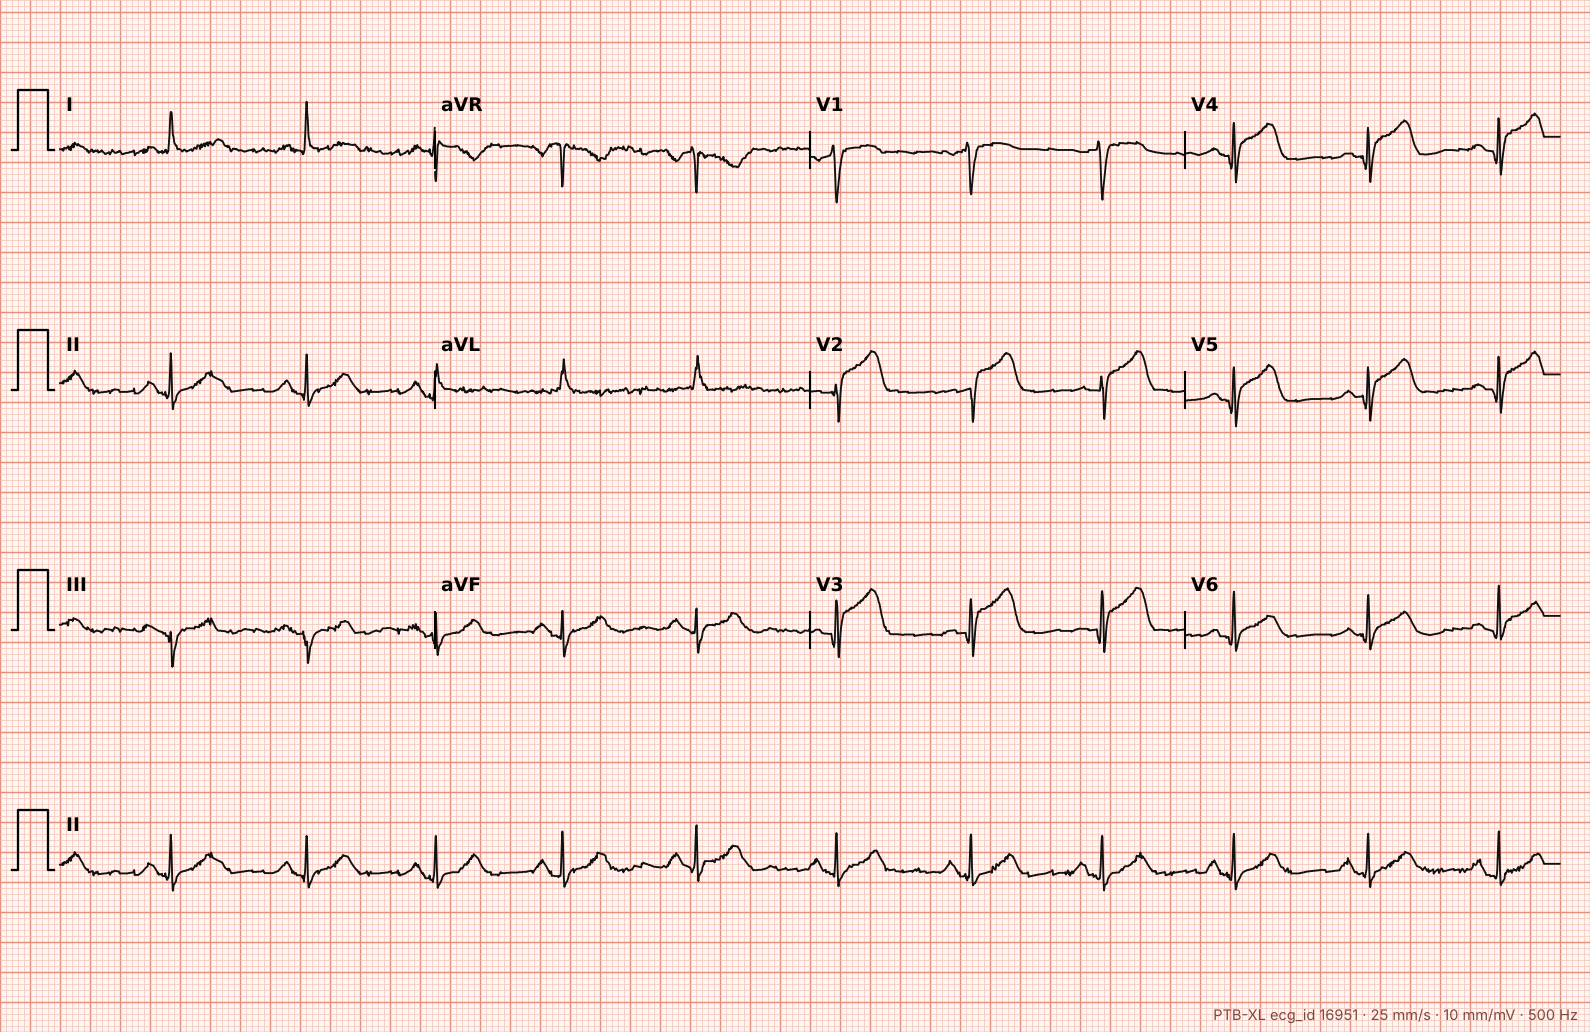 I aVR V1 V4
II aVL V2 V5
III aVF V3 V6
II
PTB-XL ecg_id 16951 · 25 mm/s · 10 mm/mV · 500 Hz